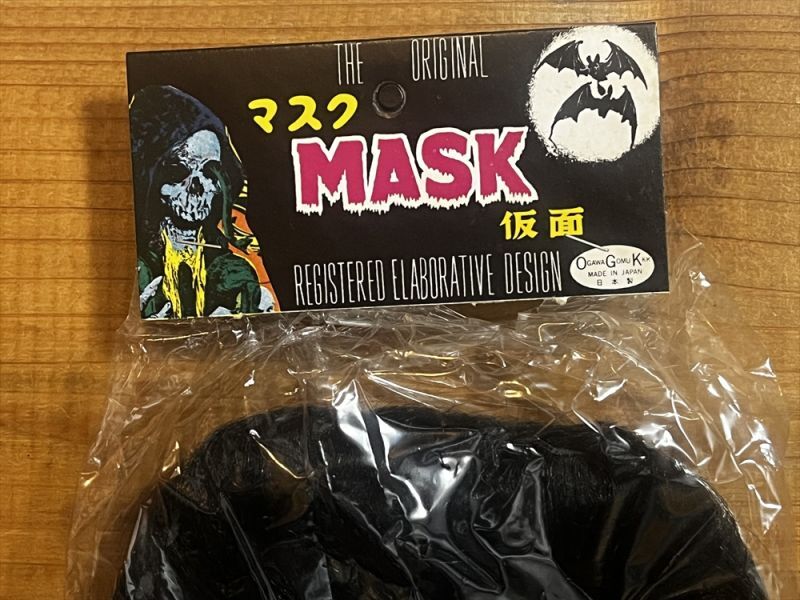 THE ORIGINAL
マスク
MASK
仮面
REGISTERED ELABORATIVE DESIGN
OGAWA GOMU K.K.
MADE IN JAPAN
日本製